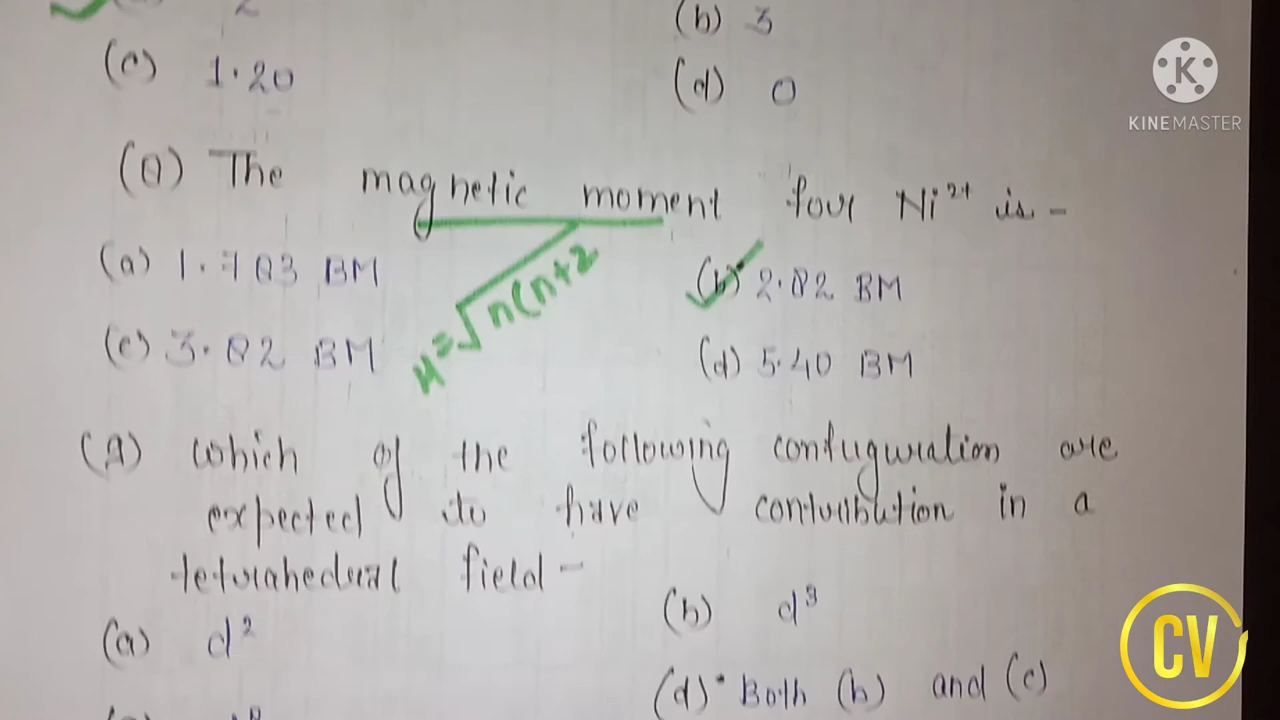 2
(b) 3
(c) 1.20
(d) 0
KINEMASTER
(Q) The magnetic moment four Ni²⁺ is -
(a) 1.783 BM
(b) 2.82 BM
μ = √n(n+2
(c) 3.82 BM
(d) 5.40 BM
(Q) which of the following configuration are
expected to have contribution in a
tetrahedral field -
(a) d²
(b) d³
(d) Both (b) and (c)
CV